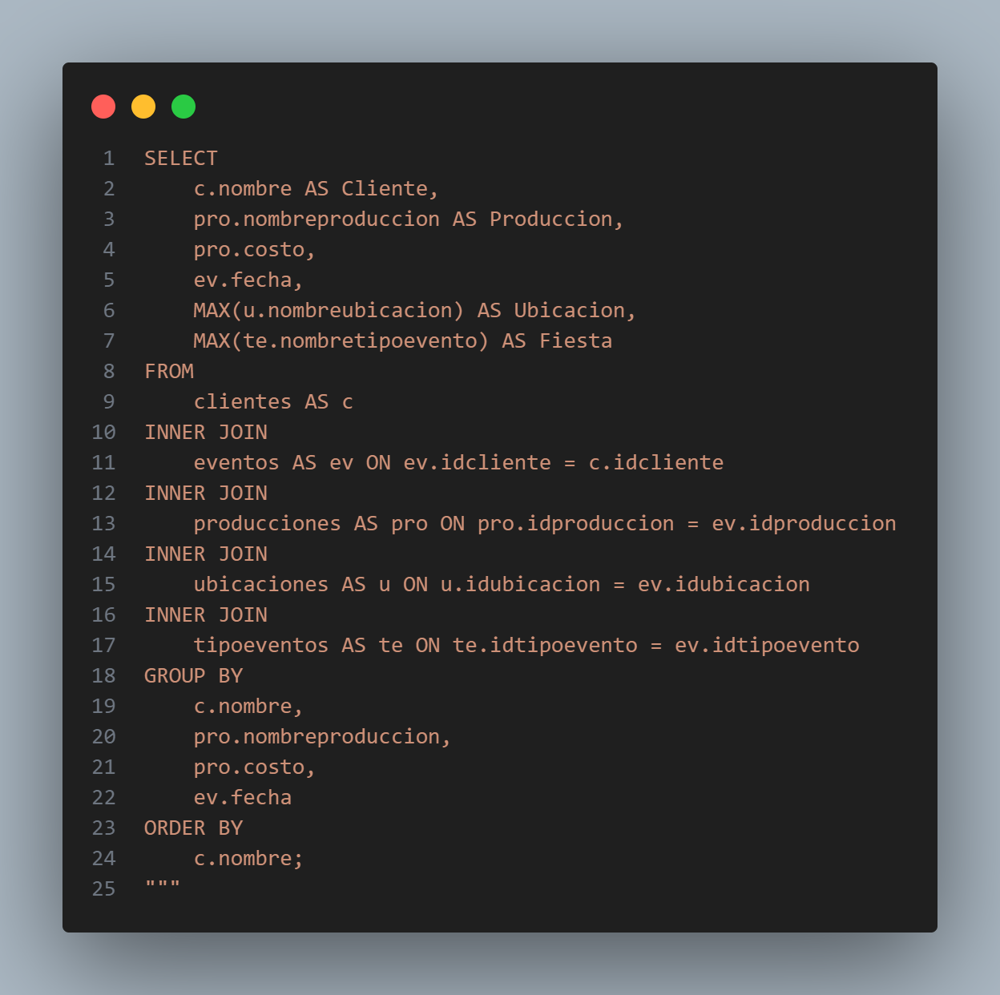 1 SELECT
2     c.nombre AS Cliente,
3     pro.nombreproduccion AS Produccion,
4     pro.costo,
5     ev.fecha,
6     MAX(u.nombreubicacion) AS Ubicacion,
7     MAX(te.nombretipoevento) AS Fiesta
8 FROM
9     clientes AS c
10 INNER JOIN
11     eventos AS ev ON ev.idcliente = c.idcliente
12 INNER JOIN
13     producciones AS pro ON pro.idproduccion = ev.idproduccion
14 INNER JOIN
15     ubicaciones AS u ON u.idubicacion = ev.idubicacion
16 INNER JOIN
17     tipoeventos AS te ON te.idtipoevento = ev.idtipoevento
18 GROUP BY
19     c.nombre,
20     pro.nombreproduccion,
21     pro.costo,
22     ev.fecha
23 ORDER BY
24     c.nombre;
25 """